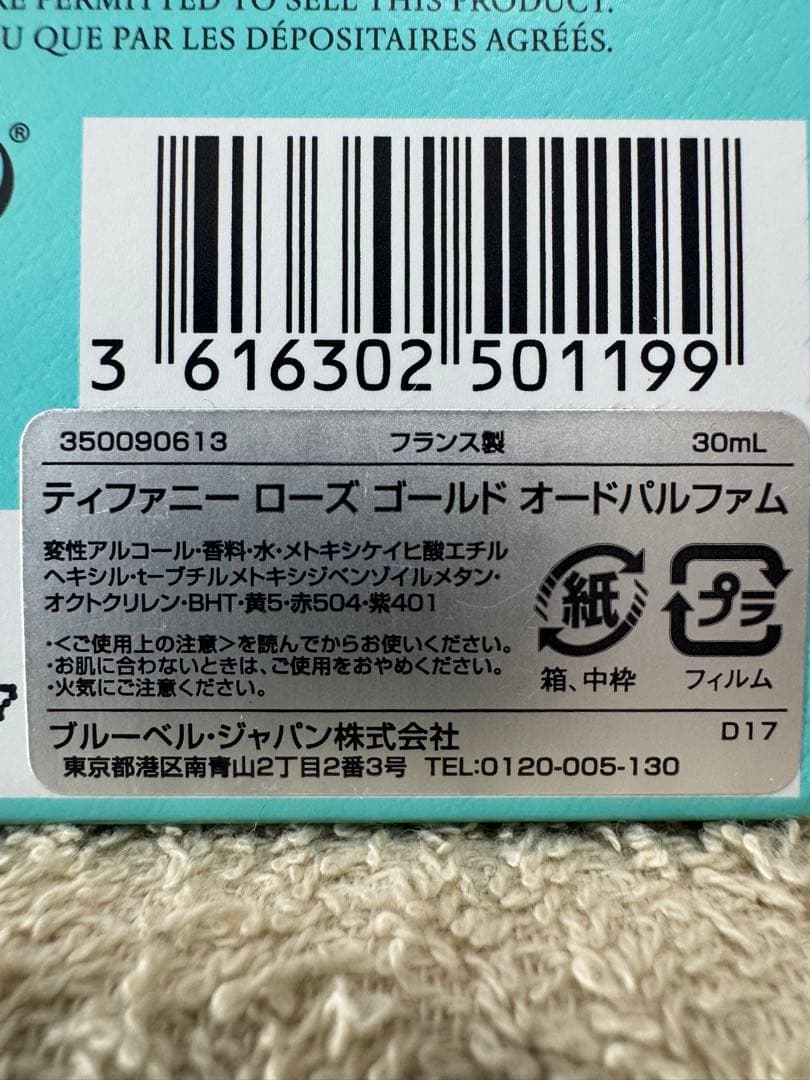 RE PERMITTED TO SELL THIS PRODUCT.
U QUE PAR LES DÉPOSITAIRES AGRÉÉS.
®
3 616302 501199
350090613 フランス製 30mL
ティファニー ローズ ゴールド オードパルファム
変性アルコール・香料・水・メトキシケイヒ酸エチル
ヘキシル・t-ブチルメトキシジベンゾイルメタン・
オクトクリレン・BHT・黄5・赤504・紫401
・<ご使用上の注意>を読んでからお使いください。
・お肌に合わないときは、ご使用をおやめください。
・火気にご注意ください。
紙
箱、中枠
プラ
フィルム
ブルーベル・ジャパン株式会社 D17
東京都港区南青山2丁目2番3号 TEL:0120-005-130